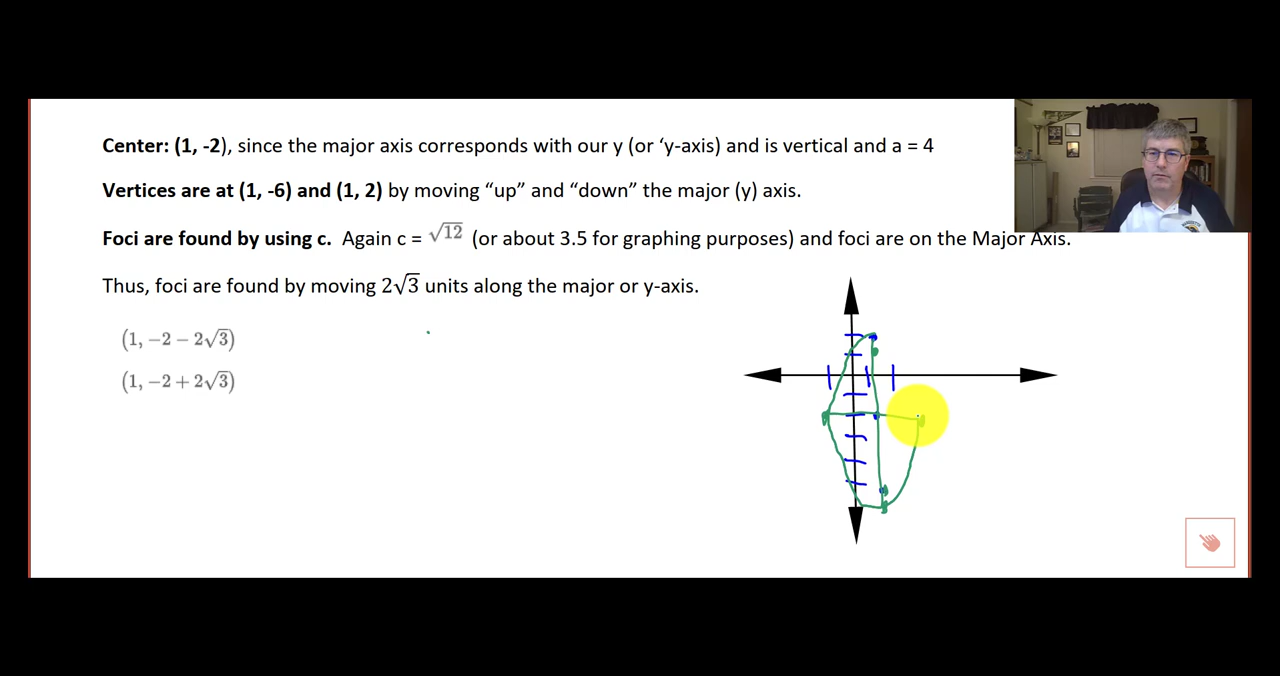 Center: (1, -2), since the major axis corresponds with our y (or ‘y-axis) and is vertical and a = 4
Vertices are at (1, -6) and (1, 2) by moving “up” and “down” the major (y) axis.
Foci are found by using c. Again c = √12 (or about 3.5 for graphing purposes) and foci are on the Major Axis.
Thus, foci are found by moving 2√3 units along the major or y-axis.
(1, −2 − 2√3)
(1, −2 + 2√3)